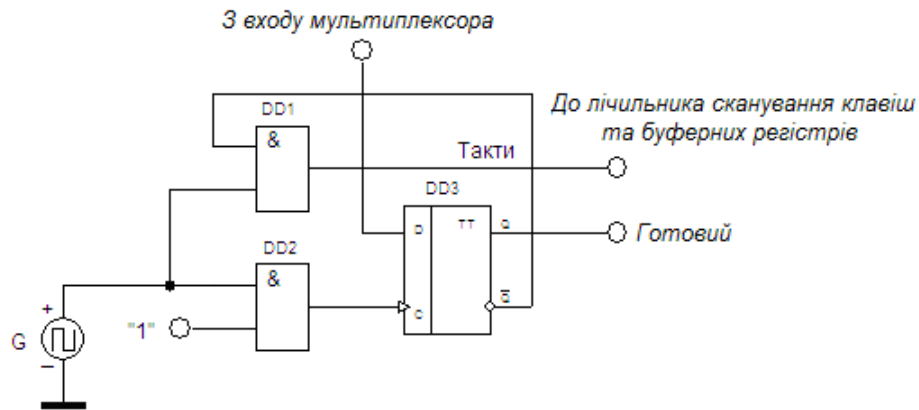 З входу мультиплексора
До лічильника сканування клавіш
та буферних регістрів
DD1
&
Такти
DD3
D
TT
Q
Готовий
DD2
&
C
Q̅
+
G
"1"
–